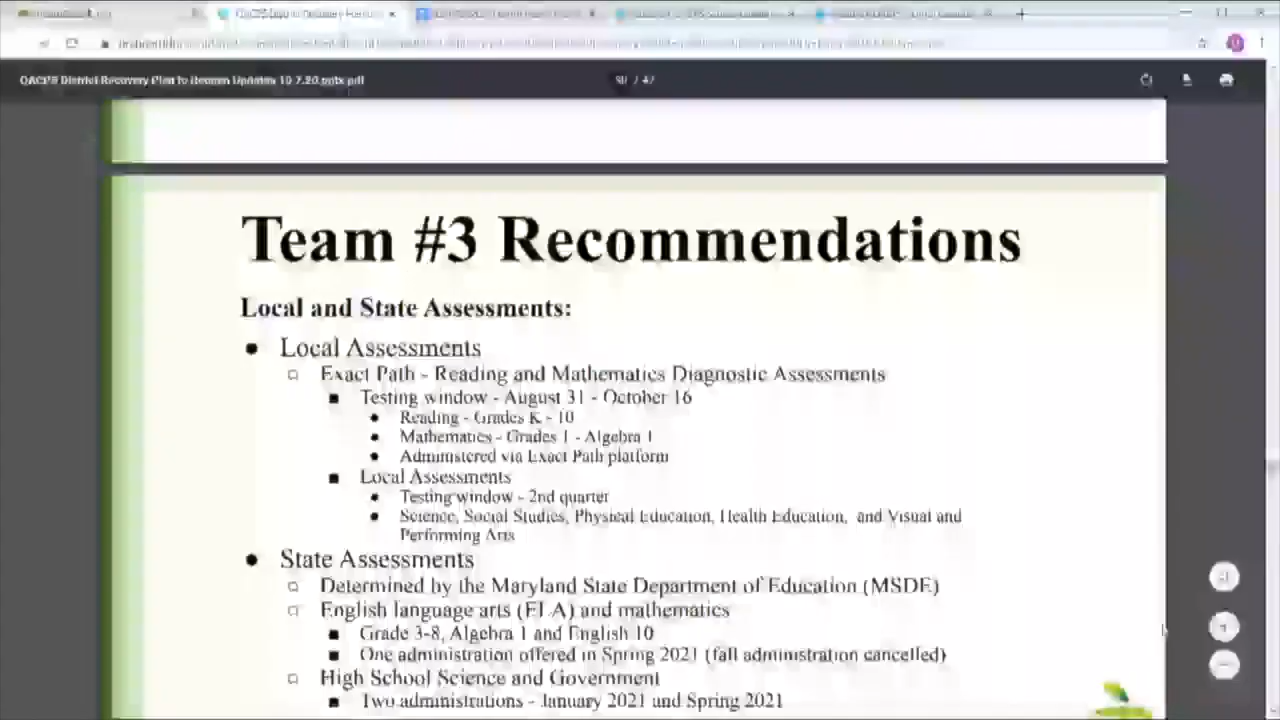 QACPS District Recovery Plan to Reopen Updates 10.7.20.pptx.pdf
/ 47
Team #3 Recommendations
Local and State Assessments:
● Local Assessments
○ Exact Path - Reading and Mathematics Diagnostic Assessments
■ Testing window - August 31 - October 16
● Reading - Grades K - 10
● Mathematics - Grades 1 - Algebra 1
● Administered via Exact Path platform
■ Local Assessments
● Testing window - 2nd quarter
● Science, Social Studies, Physical Education, Health Education, and Visual and
Performing Arts
● State Assessments
○ Determined by the Maryland State Department of Education (MSDE)
○ English language arts (ELA) and mathematics
■ Grade 3-8, Algebra 1 and English 10
■ One administration offered in Spring 2021 (fall administration cancelled)
○ High School Science and Government
■ Two administrations - January 2021 and Spring 2021